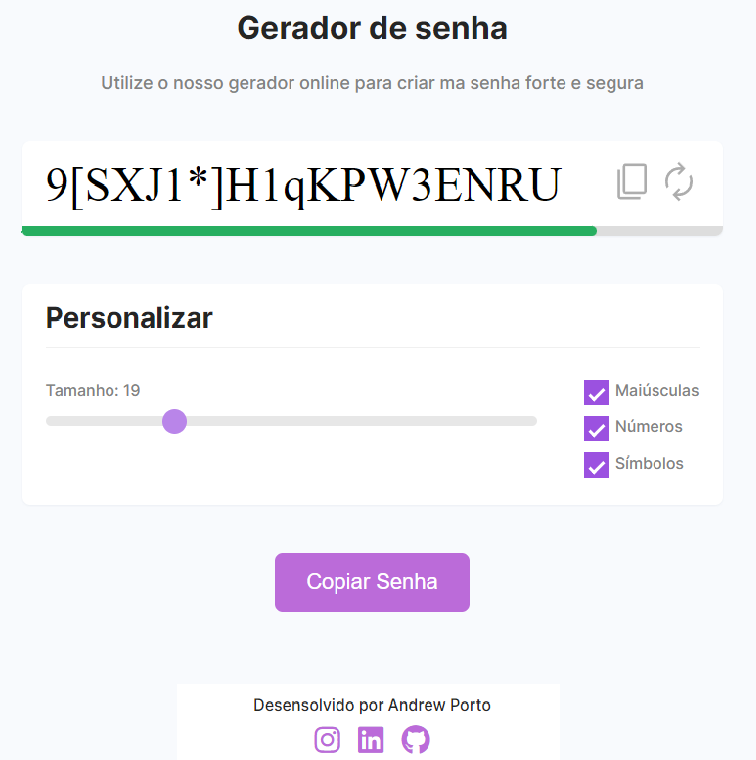 Gerador de senha
Utilize o nosso gerador online para criar ma senha forte e segura
9[SXJ1*]H1qKPW3ENRU
Personalizar
Tamanho: 19
Maiúsculas
Números
Símbolos
Copiar Senha
Desensolvido por Andrew Porto